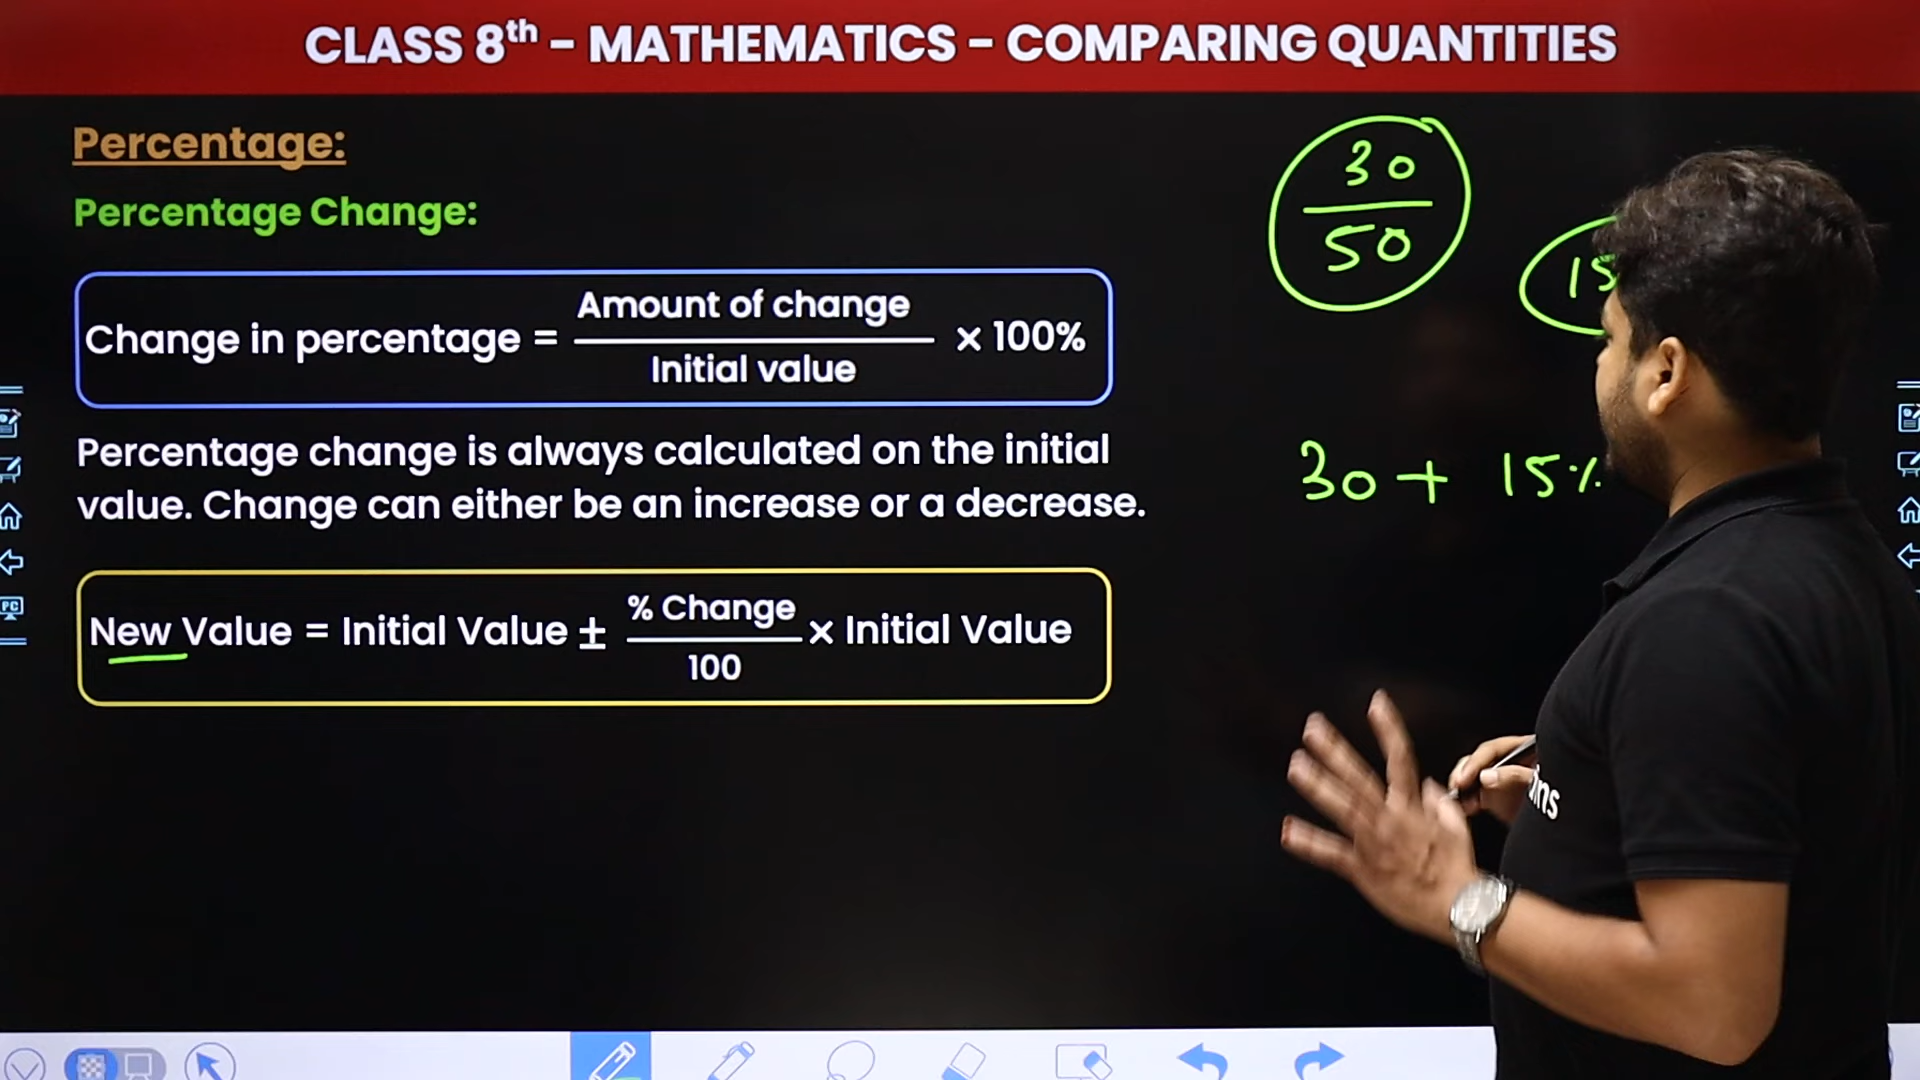 CLASS 8th - MATHEMATICS - COMPARING QUANTITIES
Percentage:
Percentage Change:
Change in percentage = Amount of change / Initial value × 100%
Percentage change is always calculated on the initial
value. Change can either be an increase or a decrease.
New Value = Initial Value ± % Change / 100 × Initial Value
30
50
15
30 + 15%
PC